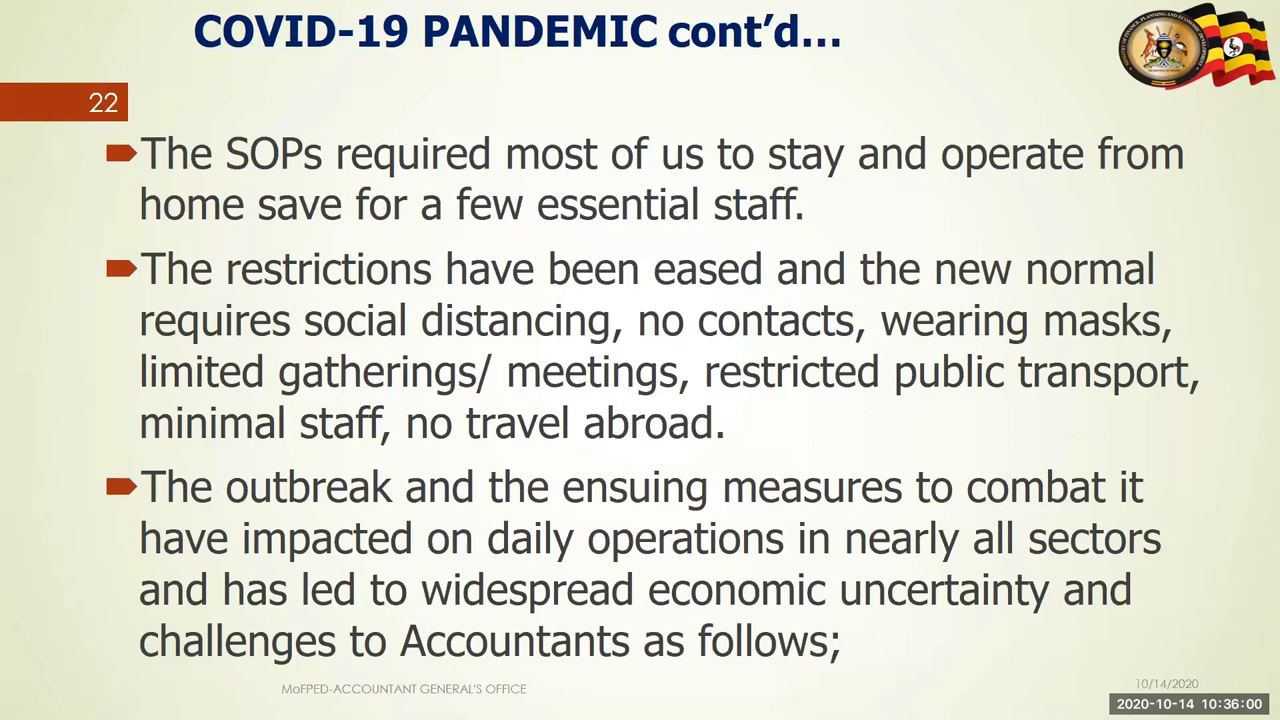 COVID-19 PANDEMIC cont’d…
22
The SOPs required most of us to stay and operate from
home save for a few essential staff.
The restrictions have been eased and the new normal
requires social distancing, no contacts, wearing masks,
limited gatherings/ meetings, restricted public transport,
minimal staff, no travel abroad.
The outbreak and the ensuing measures to combat it
have impacted on daily operations in nearly all sectors
and has led to widespread economic uncertainty and
challenges to Accountants as follows;
MoFPED-ACCOUNTANT GENERAL'S OFFICE
10/14/2020
2020-10-14 10:36:00